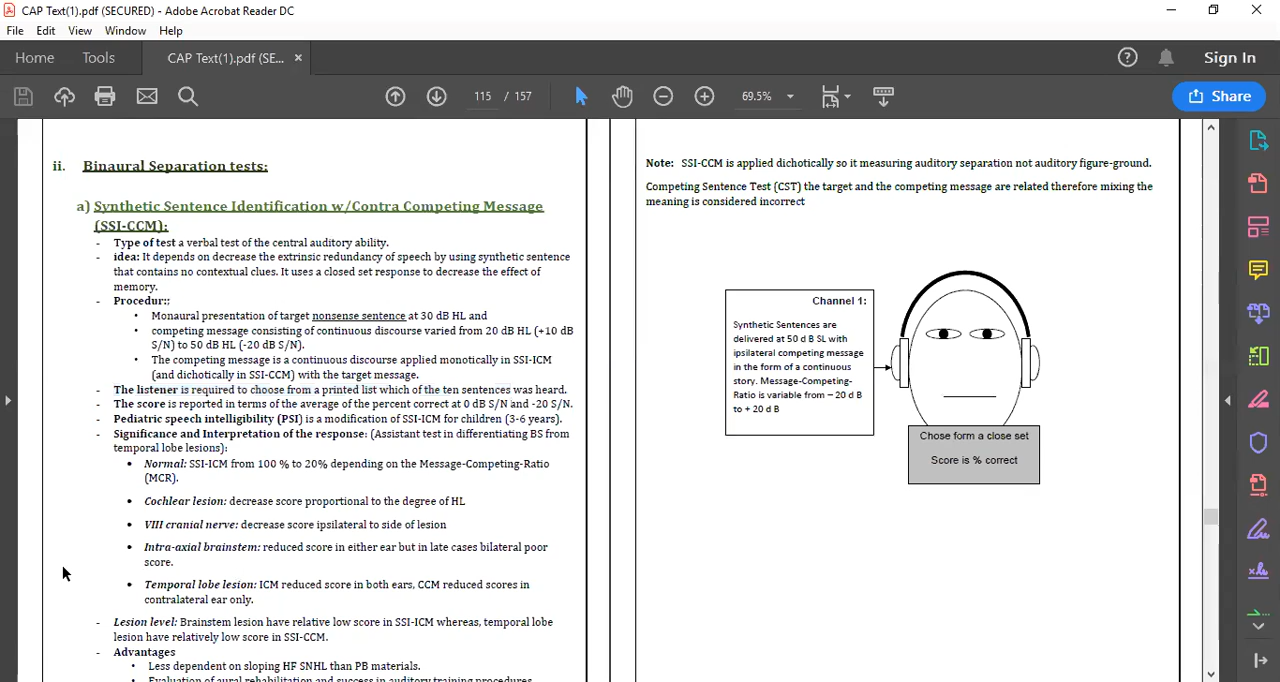 CAP Text(1).pdf (SECURED) - Adobe Acrobat Reader DC
File Edit View Window Help
Home Tools CAP Text(1).pdf (SE... × Sign In
115 / 157 69.5% Share
ii. Binaural Separation tests:
a) Synthetic Sentence Identification w/Contra Competing Message
(SSI-CCM):
- Type of test a verbal test of the central auditory ability.
- idea: It depends on decrease the extrinsic redundancy of speech by using synthetic sentence
that contains no contextual clues. It uses a closed set response to decrease the effect of
memory.
- Procedur:;
• Monaural presentation of target nonsense sentence at 30 dB HL and
• competing message consisting of continuous discourse varied from 20 dB HL (+10 dB
S/N) to 50 dB HL (-20 dB S/N).
• The competing message is a continuous discourse applied monotically in SSI-ICM
(and dichotically in SSI-CCM) with the target message.
- The listener is required to choose from a printed list which of the ten sentences was heard.
- The score is reported in terms of the average of the percent correct at 0 dB S/N and -20 S/N.
- Pediatric speech intelligibility (PSI) is a modification of SSI-ICM for children (3-6 years).
- Significance and Interpretation of the response: (Assistant test in differentiating BS from
temporal lobe lesions):
• Normal: SSI-ICM from 100 % to 20% depending on the Message-Competing-Ratio
(MCR).
• Cochlear lesion: decrease score proportional to the degree of HL
• VIII cranial nerve: decrease score ipsilateral to side of lesion
• Intra-axial brainstem: reduced score in either ear but in late cases bilateral poor
score.
• Temporal lobe lesion: ICM reduced score in both ears, CCM reduced scores in
contralateral ear only.
- Lesion level: Brainstem lesion have relative low score in SSI-ICM whereas, temporal lobe
lesion have relatively low score in SSI-CCM.
- Advantages
• Less dependent on sloping HF SNHL than PB materials.
• Evaluation of aural rehabilitation and success in auditory training procedures
Note: SSI-CCM is applied dichotically so it measuring auditory separation not auditory figure-ground.
Competing Sentence Test (CST) the target and the competing message are related therefore mixing the
meaning is considered incorrect
Channel 1:
Synthetic Sentences are
delivered at 50 d B SL with
ipsilateral competing message
in the form of a continuous
story. Message-Competing-
Ratio is variable from – 20 d B
to + 20 d B
Chose form a close set
Score is % correct